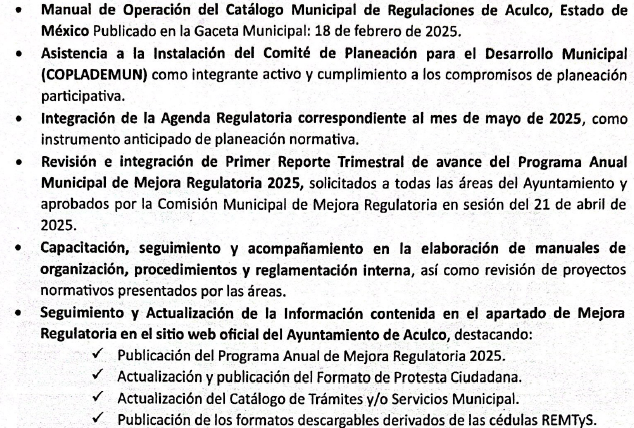 • Manual de Operación del Catálogo Municipal de Regulaciones de Aculco, Estado de
México Publicado en la Gaceta Municipal: 18 de febrero de 2025.
• Asistencia a la Instalación del Comité de Planeación para el Desarrollo Municipal
(COPLADEMUN) como integrante activo y cumplimiento a los compromisos de planeación
participativa.
• Integración de la Agenda Regulatoria correspondiente al mes de mayo de 2025, como
instrumento anticipado de planeación normativa.
• Revisión e integración de Primer Reporte Trimestral de avance del Programa Anual
Municipal de Mejora Regulatoria 2025, solicitados a todas las áreas del Ayuntamiento y
aprobados por la Comisión Municipal de Mejora Regulatoria en sesión del 21 de abril de
2025.
• Capacitación, seguimiento y acompañamiento en la elaboración de manuales de
organización, procedimientos y reglamentación interna, así como revisión de proyectos
normativos presentados por las áreas.
• Seguimiento y Actualización de la Información contenida en el apartado de Mejora
Regulatoria en el sitio web oficial del Ayuntamiento de Aculco, destacando:
✓ Publicación del Programa Anual de Mejora Regulatoria 2025.
✓ Actualización y publicación del Formato de Protesta Ciudadana.
✓ Actualización del Catálogo de Trámites y/o Servicios Municipal.
✓ Publicación de los formatos descargables derivados de las cédulas REMTyS.